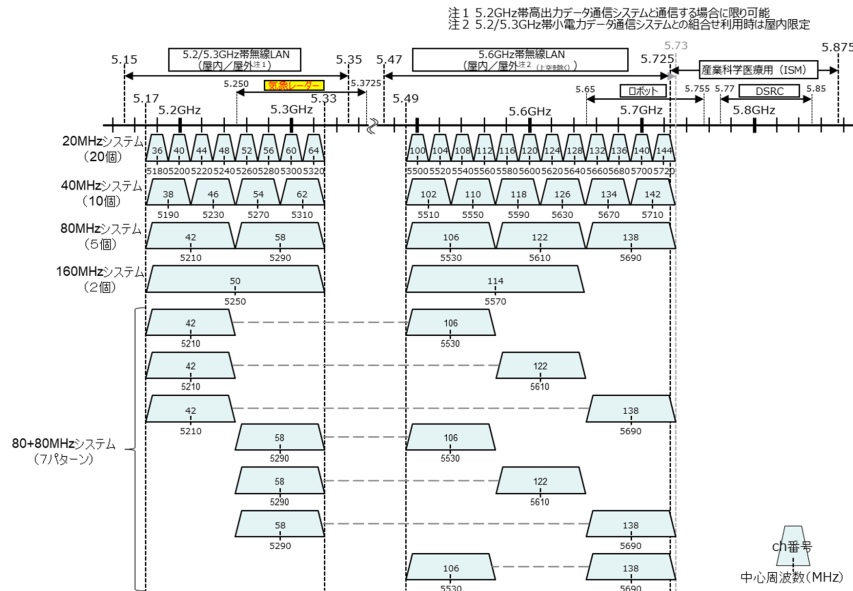 注１ 5.2GHz帯高出力データ通信システムと通信する場合に限り可能
注２ 5.2/5.3GHz帯小電力データ通信システムとの組合せ利用時は屋内限定
5.15 5.2/5.3GHz帯無線LAN 5.35 5.47 5.6GHz帯無線LAN 5.725 5.73 5.875
(屋内／屋外注１) (屋内／屋外注２（上空を除く）) 産業科学医療用（ISM）
5.250 気象レーダー 5.3725 5.65 ロボット 5.755 5.77 DSRC 5.85
5.17 5.2GHz 5.3GHz 5.33 5.49 5.6GHz 5.7GHz 5.8GHz
20MHzシステム
（20個）
36 40 44 48 52 56 60 64 100 104 108 112 116 120 124 128 132 136 140 144
5180 5200 5220 5240 5260 5280 5300 5320 5500 5520 5540 5560 5580 5600 5620 5640 5660 5680 5700 5720
40MHzシステム
（10個）
38 46 54 62 102 110 118 126 134 142
5190 5230 5270 5310 5510 5550 5590 5630 5670 5710
80MHzシステム
（５個）
42 58 106 122 138
5210 5290 5530 5610 5690
160MHzシステム
（２個）
50 114
5250 5570
42 106
5210 5530
42 122
5210 5610
42 138
5210 5690
80+80MHzシステム
（7パターン）
58 106
5290 5530
58 122
5290 5610
58 138
5290 5690
106 138
5530 5690
ch番号
中心周波数(MHz)